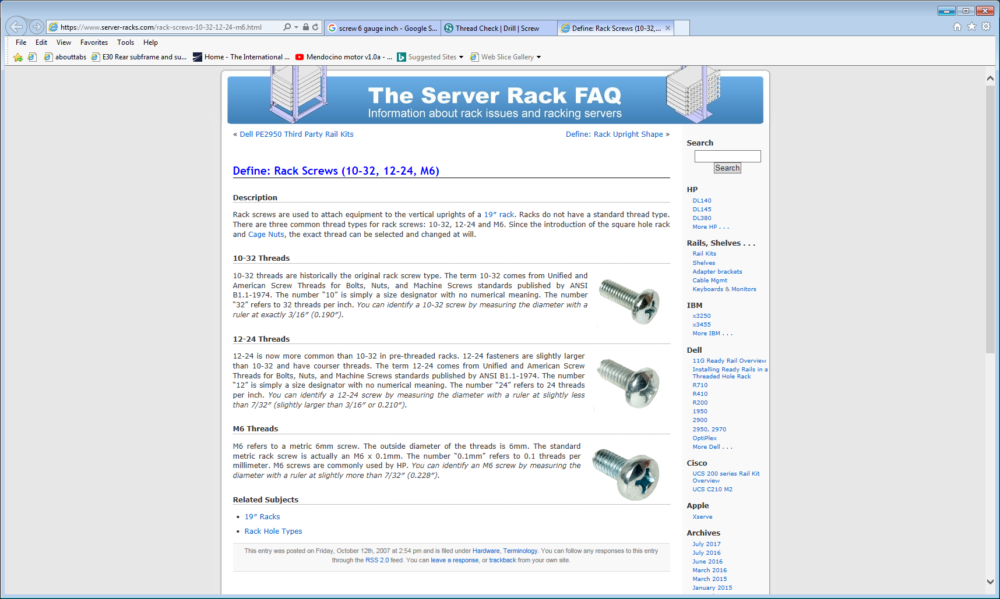 https://www.server-racks.com/rack-screws-10-32-12-24-m6.html
screw 6 gauge inch - Google S...
Thread Check | Drill | Screw
Define: Rack Screws (10-32,...
File Edit View Favorites Tools Help
abouttabs
E30 Rear subframe and su...
Home - The International ...
Mendocino motor v1.0a - ...
Suggested Sites
Web Slice Gallery
The Server Rack FAQ
Information about rack issues and racking servers
« Dell PE2950 Third Party Rail Kits
Define: Rack Upright Shape »
Define: Rack Screws (10-32, 12-24, M6)
Description
Rack screws are used to attach equipment to the vertical uprights of a 19″ rack. Racks do not have a standard thread type.
There are three common thread types for rack screws: 10-32, 12-24 and M6. Since the introduction of the square hole rack
and Cage Nuts, the exact thread can be selected and changed at will.
10-32 Threads
10-32 threads are historically the original rack screw type. The term 10-32 comes from Unified and
American Screw Threads for Bolts, Nuts, and Machine Screws standards published by ANSI
B1.1-1974. The number “10” is simply a size designator with no numerical meaning. The number
“32” refers to 32 threads per inch. You can identify a 10-32 screw by measuring the diameter with a
ruler at exactly 3/16″ (0.190″).
12-24 Threads
12-24 is now more common than 10-32 in pre-threaded racks. 12-24 fasteners are slightly larger
than 10-32 and have courser threads. The term 12-24 comes from Unified and American Screw
Threads for Bolts, Nuts, and Machine Screws standards published by ANSI B1.1-1974. The number
“12” is simply a size designator with no numerical meaning. The number “24” refers to 24 threads
per inch. You can identify a 12-24 screw by measuring the diameter with a ruler at slightly less
than 7/32″ (slightly larger than 3/16″ or 0.210″).
M6 Threads
M6 refers to a metric 6mm screw. The outside diameter of the threads is 6mm. The standard
metric rack screw is actually an M6 x 0.1mm. The number “0.1mm” refers to 0.1 threads per
millimeter. M6 screws are commonly used by HP. You can identify an M6 screw by measuring the
diameter with a ruler at slightly more than 7/32″ (0.228″).
Related Subjects
• 19″ Racks
• Rack Hole Types
This entry was posted on Friday, October 12th, 2007 at 2:54 pm and is filed under Hardware, Terminology. You can follow any responses to this entry
through the RSS 2.0 feed. You can leave a response, or trackback from your own site.
Search
Search
HP
DL140
DL145
DL380
More HP . . .
Rails, Shelves . . .
Rail Kits
Shelves
Adapter brackets
Cable Mgmt
Keyboards & Monitors
IBM
x3250
x3455
More IBM . . .
Dell
11G Ready Rail Overview
Installing Ready Rails in a
Threaded Hole Rack
R710
R410
R200
1950
2900
2950, 2970
OptiPlex
More Dell . . .
Cisco
UCS 200 series Rail Kit
Overview
UCS C210 M2
Apple
Xserve
Archives
July 2017
July 2016
June 2016
March 2016
March 2015
January 2015